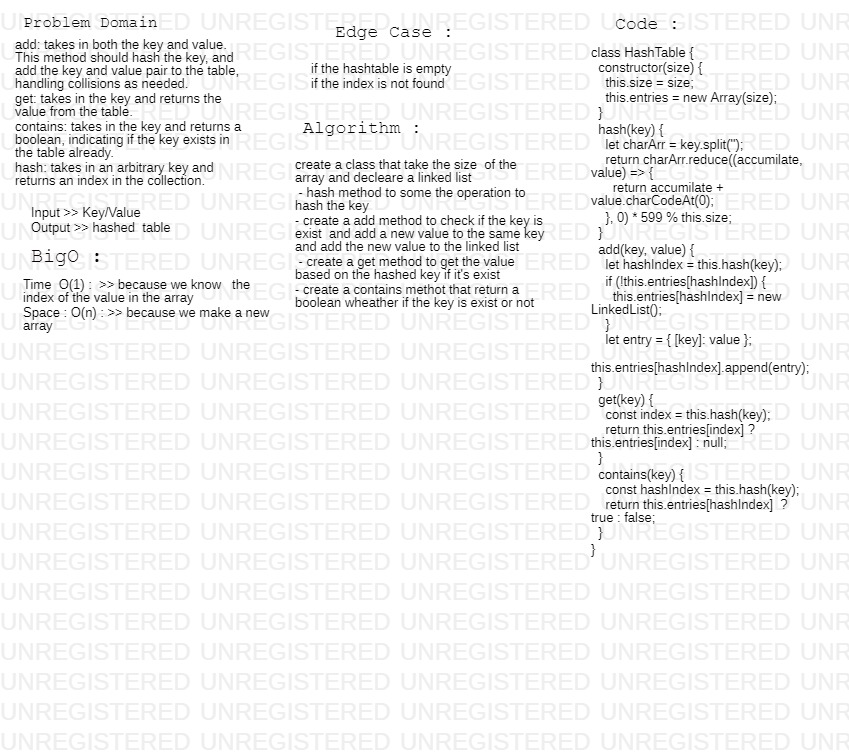 Problem Domain
add: takes in both the key and value.
This method should hash the key, and
add the key and value pair to the table,
handling collisions as needed.
get: takes in the key and returns the
value from the table.
contains: takes in the key and returns a
boolean, indicating if the key exists in
the table already.
hash: takes in an arbitrary key and
returns an index in the collection.
Input >> Key/Value
Output >> hashed  table
BigO :
Time  O(1) :  >> because we know   the
index of the value in the array
Space : O(n) : >> because we make a new
array
Edge Case :
if the hashtable is empty
if the index is not found
Algorithm :
create a class that take the size  of the
array and decleare a linked list
- hash method to some the operation to
hash the key
- create a add method to check if the key is
exist  and add a new value to the same key
and add the new value to the linked list
- create a get method to get the value
based on the hashed key if it's exist
- create a contains methot that return a
boolean wheather if the key is exist or not
Code :
class HashTable {
constructor(size) {
this.size = size;
this.entries = new Array(size);
}
hash(key) {
let charArr = key.split('');
return charArr.reduce((accumilate,
value) => {
return accumilate +
value.charCodeAt(0);
}, 0) * 599 % this.size;
}
add(key, value) {
let hashIndex = this.hash(key);
if (!this.entries[hashIndex]) {
this.entries[hashIndex] = new
LinkedList();
}
let entry = { [key]: value };
this.entries[hashIndex].append(entry);
}
get(key) {
const index = this.hash(key);
return this.entries[index] ?
this.entries[index] : null;
}
contains(key) {
const hashIndex = this.hash(key);
return this.entries[hashIndex]  ?
true : false;
}
}